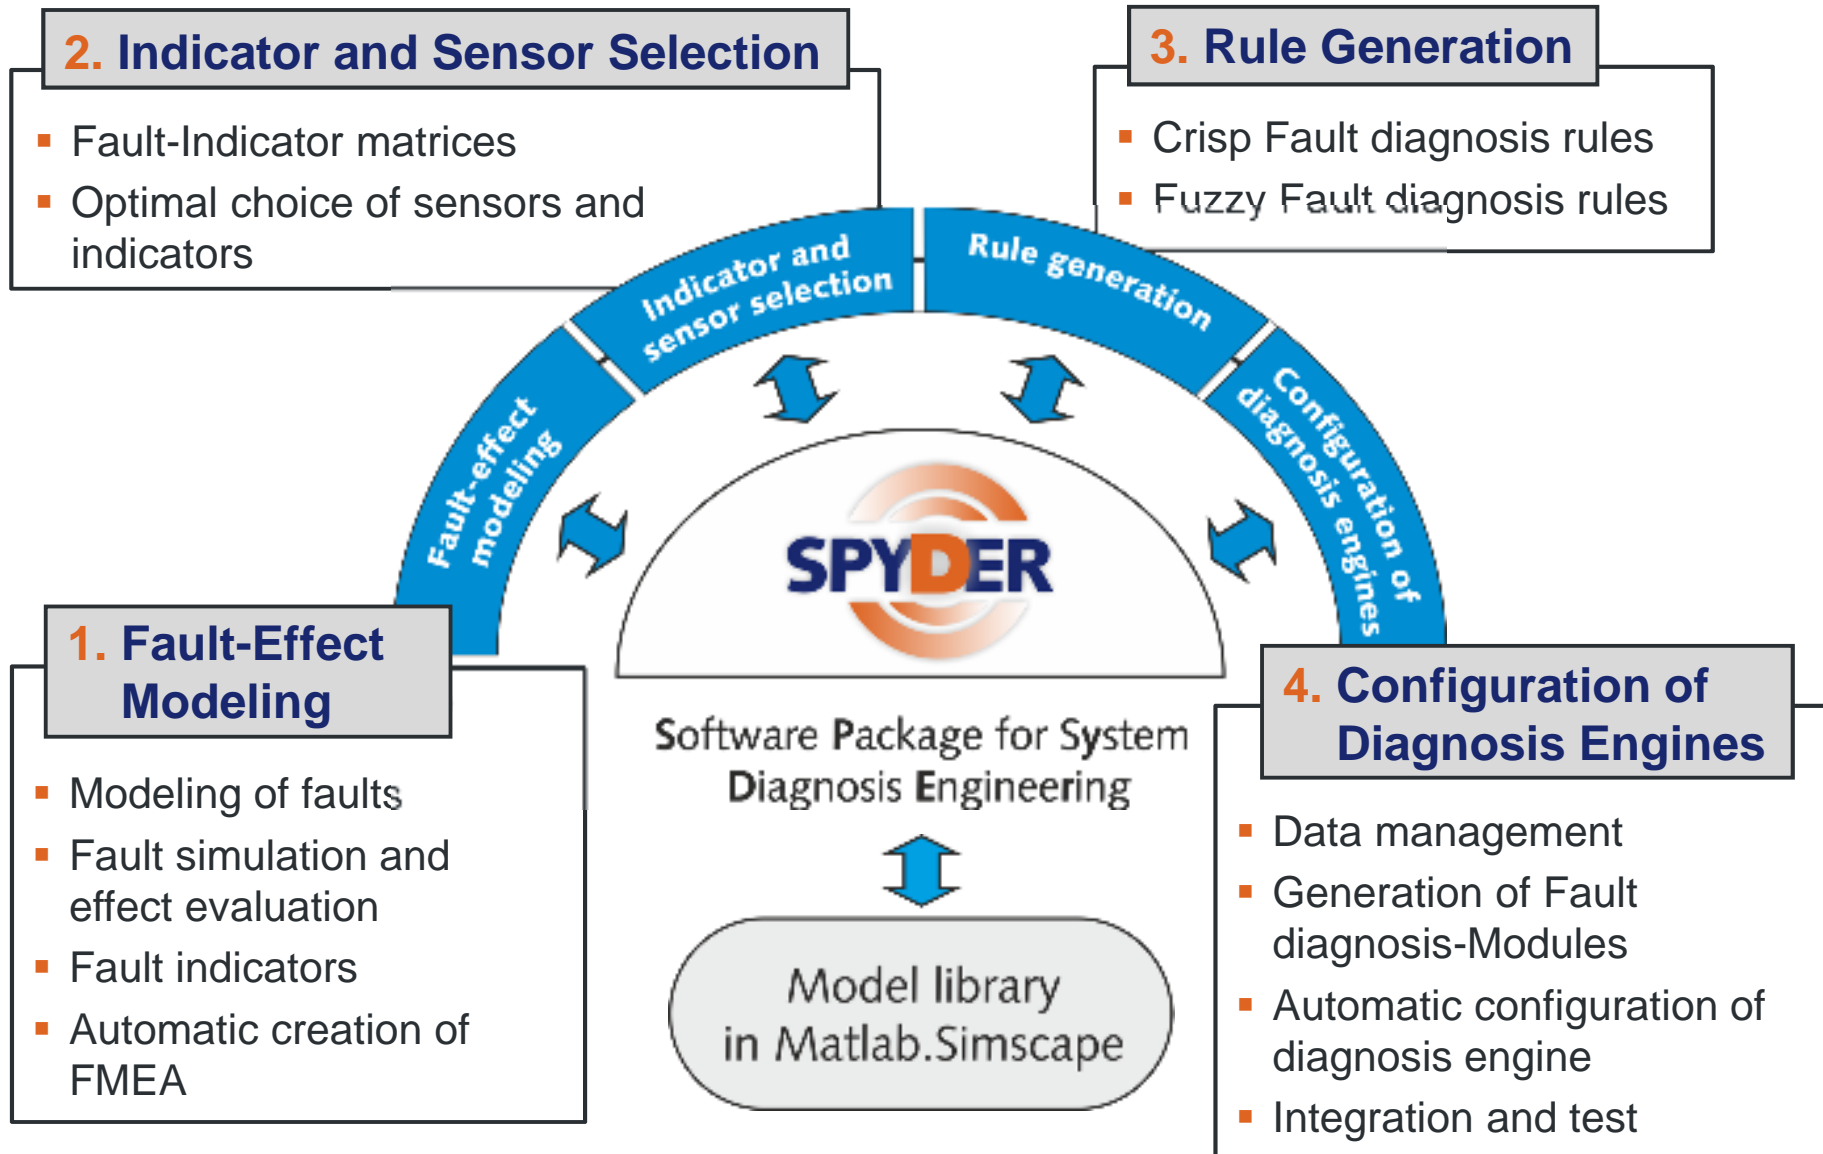 2. Indicator and Sensor Selection
Fault-Indicator matrices
Optimal choice of sensors and
indicators
3. Rule Generation
Crisp Fault diagnosis rules
Fuzzy Fault diagnosis rules
Fault-effect
modeling
Indicator and
sensor selection
Rule generation
Configuration of
diagnosis engines
SPYDER
Software Package for System
Diagnosis Engineering
Model library
in Matlab.Simscape
1. Fault-Effect
Modeling
Modeling of faults
Fault simulation and
effect evaluation
Fault indicators
Automatic creation of
FMEA
4. Configuration of
Diagnosis Engines
Data management
Generation of Fault
diagnosis-Modules
Automatic configuration of
diagnosis engine
Integration and test